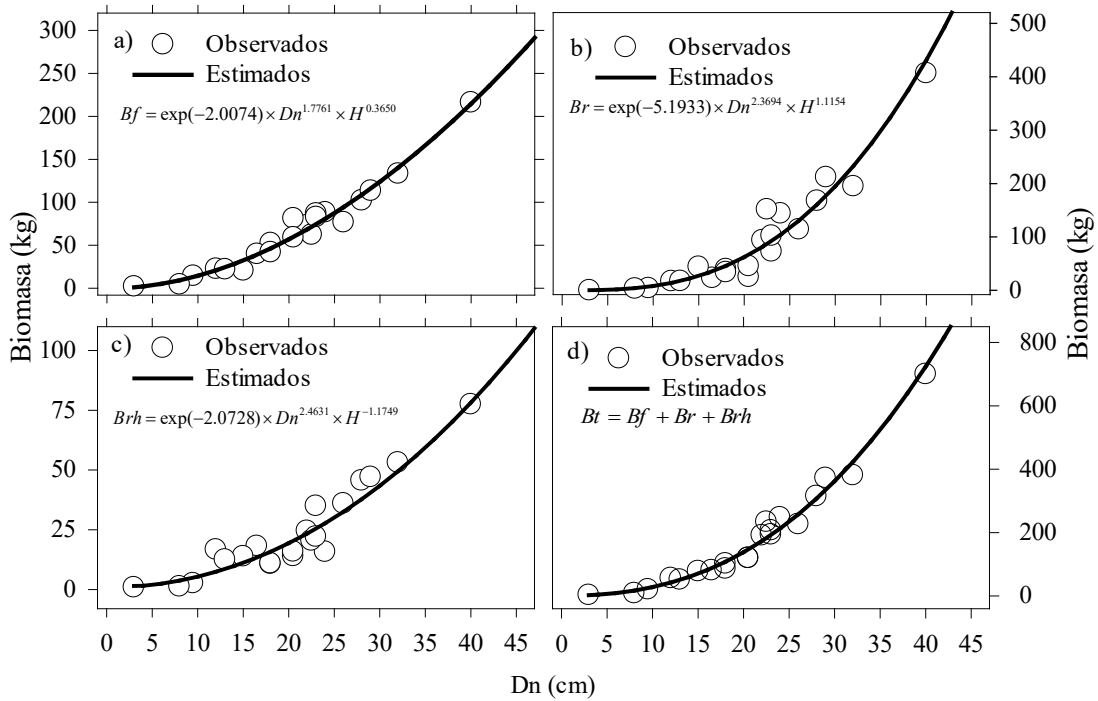 a) Observados
Estimados
Bf = exp(−2.0074) × Dn^1.7761 × H^0.3650
300
250
200
150
100
50
0
b) Observados
Estimados
Br = exp(−5.1933) × Dn^2.3694 × H^1.1154
500
400
300
200
100
0
Biomasa (kg)
Biomasa (kg)
c) Observados
Estimados
Brh = exp(−2.0728) × Dn^2.4631 × H^−1.1749
100
75
50
25
0
d) Observados
Estimados
Bt = Bf + Br + Brh
800
600
400
200
0
0 5 10 15 20 25 30 35 40 45
0 5 10 15 20 25 30 35 40 45
Dn (cm)